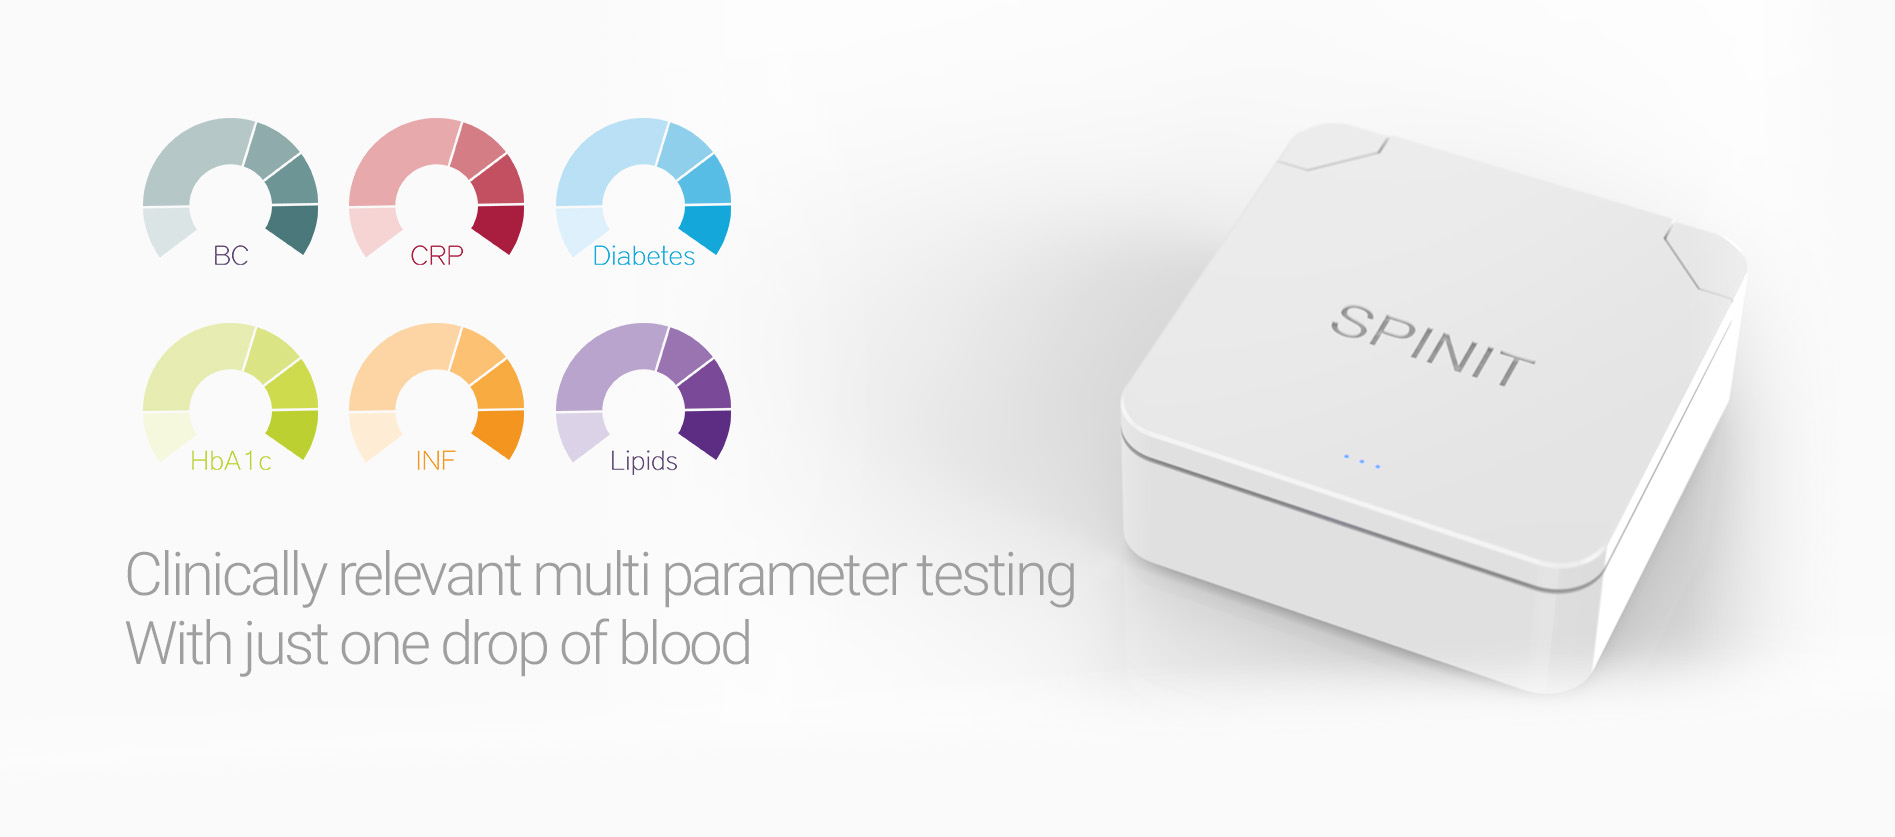 BC
CRP
Diabetes
HbA1c
INF
Lipids
Clinically relevant multi parameter testing
With just one drop of blood
SPINIT